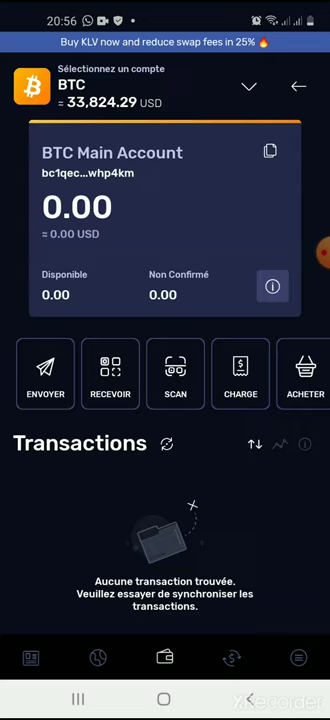 20:56
Buy KLV now and reduce swap fees in 25% 🔥
Sélectionnez un compte
BTC
≈ 33,824.29 USD
BTC Main Account
bc1qec...whp4km
0.00
≈ 0.00 USD
Disponible
Non Confirmé
0.00
0.00
ENVOYER
RECEVOIR
SCAN
CHARGE
ACHETER
Transactions
Aucune transaction trouvée.
Veuillez essayer de synchroniser les
transactions.
XRecorder